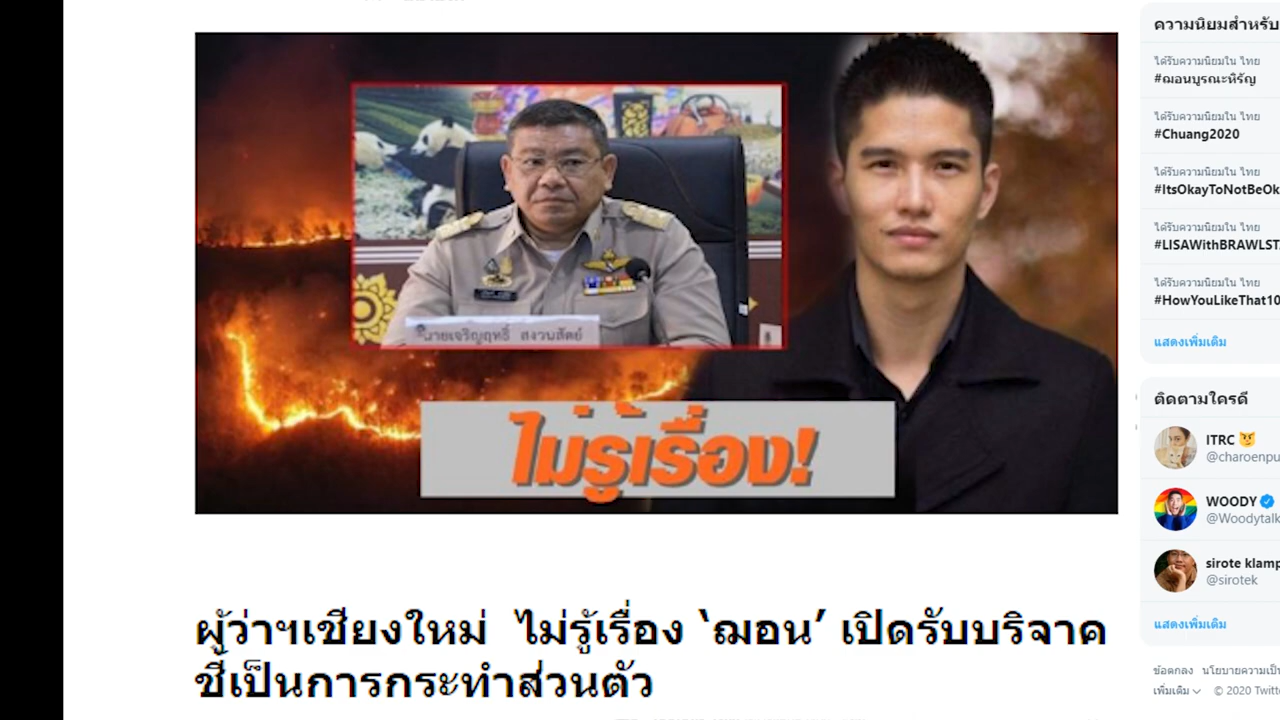 นายเจริญฤทธิ์ สงวนสัตย์
ไม่รู้เรื่อง!
ผู้ว่าฯเชียงใหม่ ไม่รู้เรื่อง ‘ฌอน’ เปิดรับบริจาค
ชี้เป็นการกระทำส่วนตัว
ความนิยมสำหรับ
ได้รับความนิยมใน ไทย
#ฌอนบูรณะหิรัญ
ได้รับความนิยมใน ไทย
#Chuang2020
ได้รับความนิยมใน ไทย
#ItsOkayToNotBeOk
ได้รับความนิยมใน ไทย
#LISAWithBRAWLST
ได้รับความนิยมใน ไทย
#HowYouLikeThat10
แสดงเพิ่มเติม
ติดตามใครดี
ITRC
@charoenpu
WOODY
@Woodytalk
sirote klamp
@sirotek
แสดงเพิ่มเติม
ข้อตกลง นโยบายความเป็น
เพิ่มเติม © 2020 Twitt